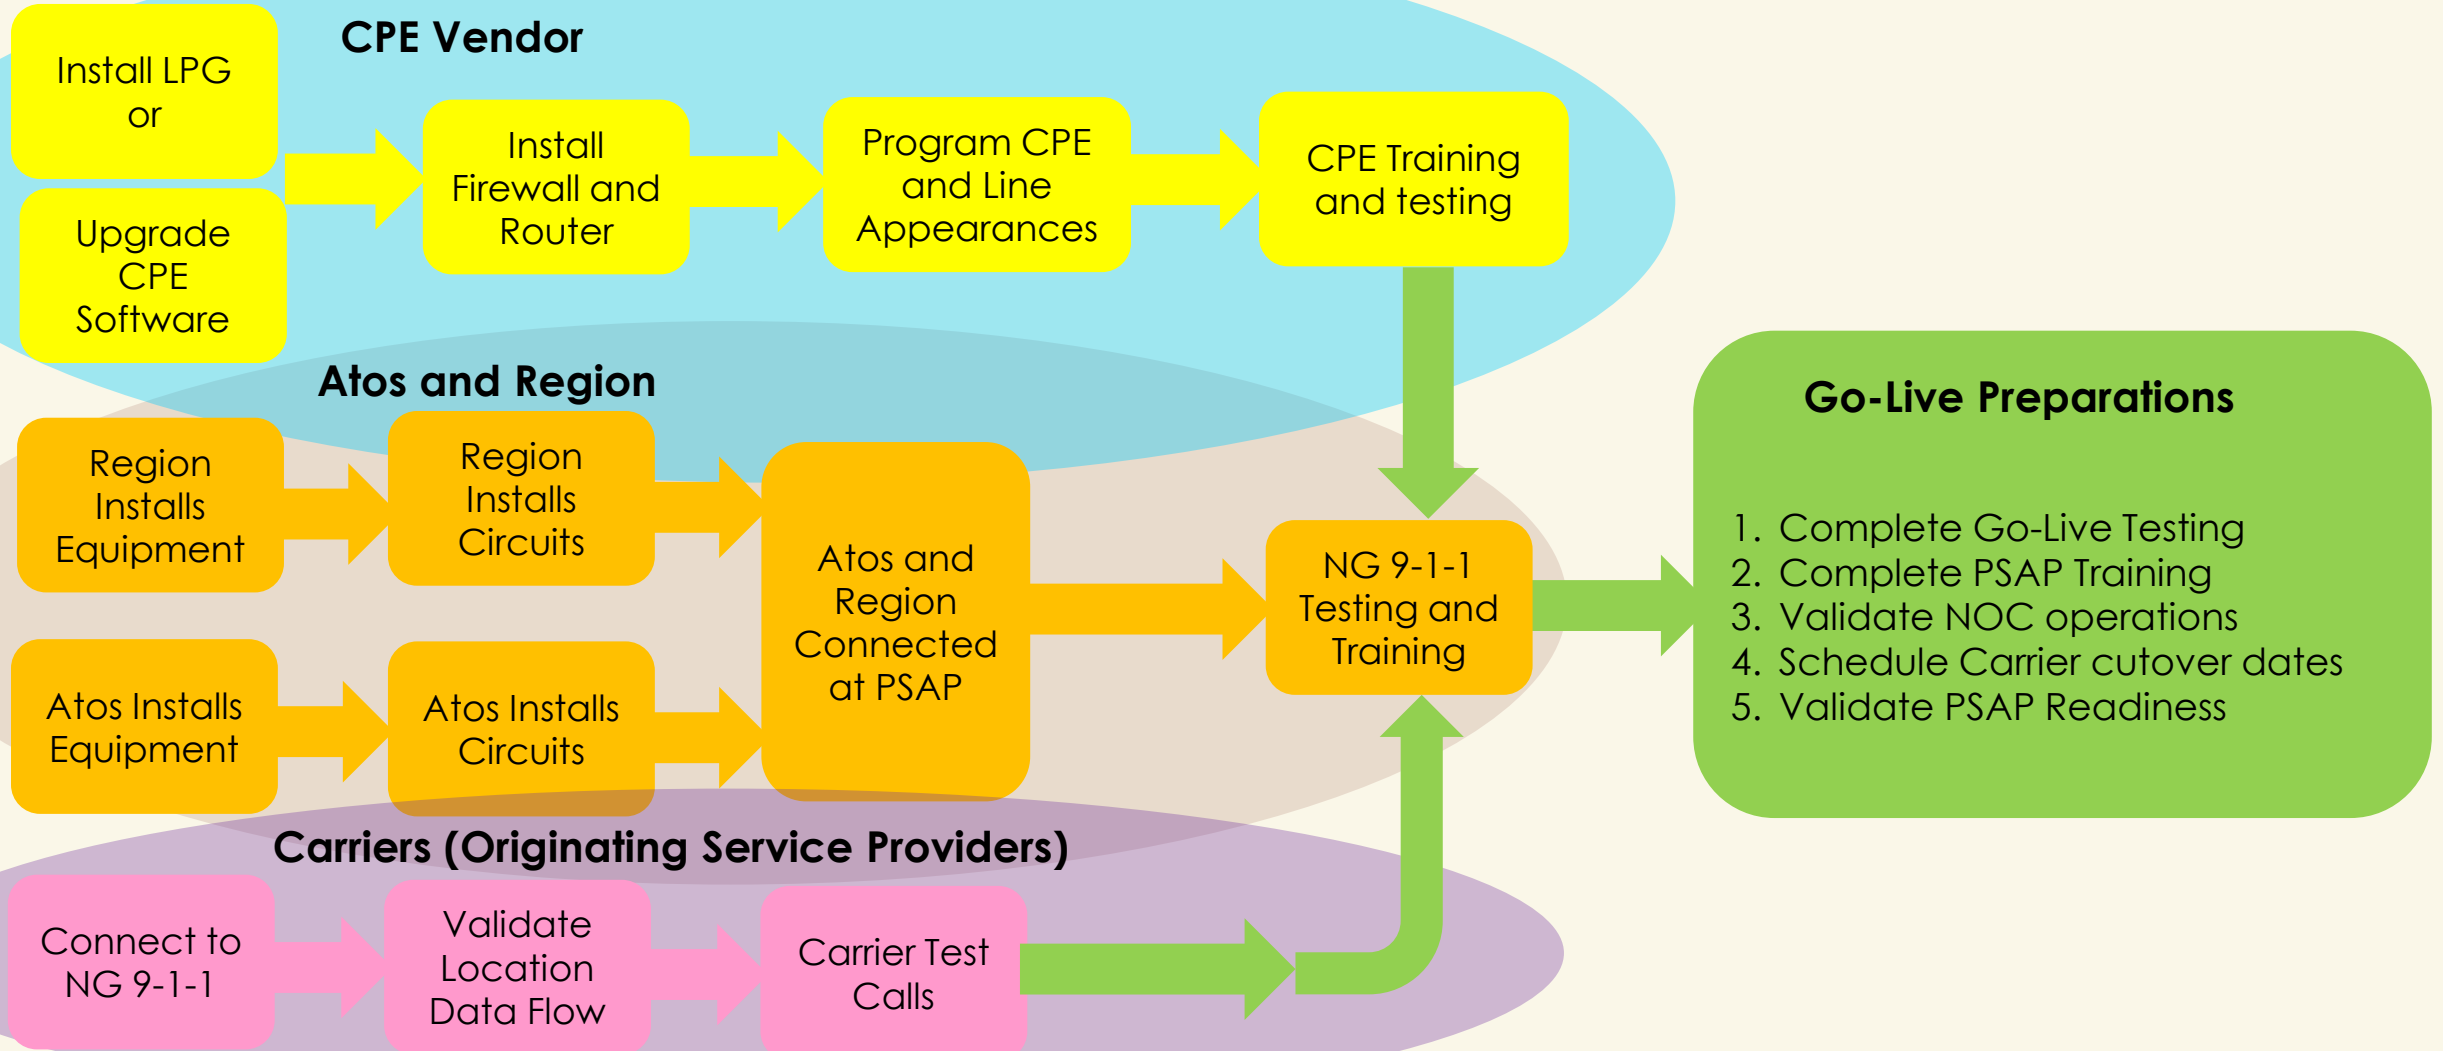 CPE Vendor
Install LPG
or
Upgrade
CPE
Software
Install
Firewall and
Router
Program CPE
and Line
Appearances
CPE Training
and testing
Atos and Region
Region
Installs
Equipment
Region
Installs
Circuits
Atos Installs
Equipment
Atos Installs
Circuits
Atos and
Region
Connected
at PSAP
NG 9-1-1
Testing and
Training
Carriers (Originating Service Providers)
Connect to
NG 9-1-1
Validate
Location
Data Flow
Carrier Test
Calls
Go-Live Preparations
1. Complete Go-Live Testing
2. Complete PSAP Training
3. Validate NOC operations
4. Schedule Carrier cutover dates
5. Validate PSAP Readiness